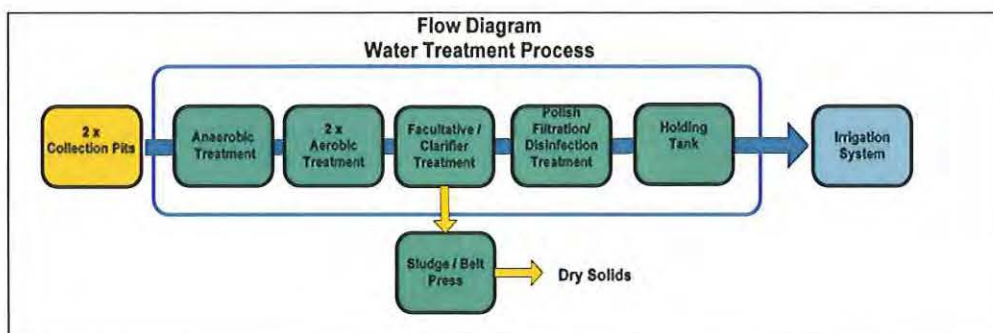 Flow Diagram
Water Treatment Process
2 x
Collection Pits
Anaerobic
Treatment
2 x
Aerobic
Treatment
Facultative /
Clarifier
Treatment
Polish
Filtration/
Disinfection
Treatment
Holding
Tank
Irrigation
System
Sludge / Belt
Press
Dry Solids